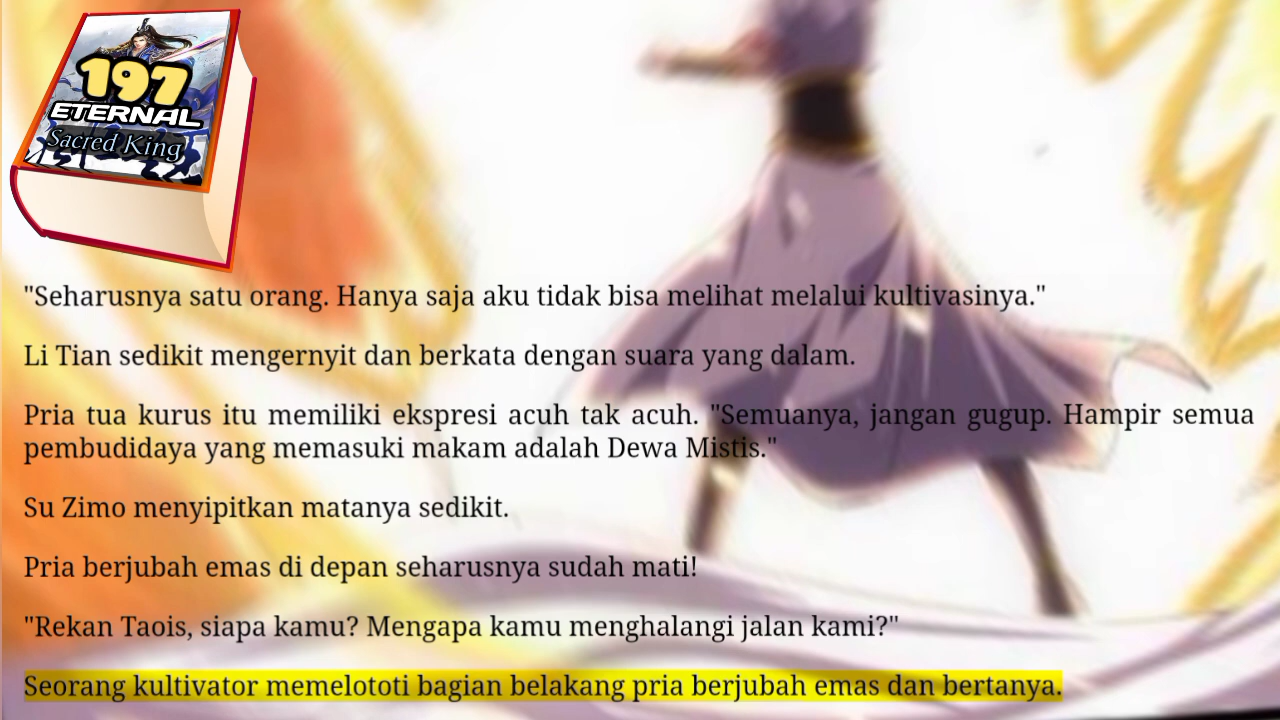 197
ETERNAL
Sacred King
"Seharusnya satu orang. Hanya saja aku tidak bisa melihat melalui kultivasinya."
Li Tian sedikit mengernyit dan berkata dengan suara yang dalam.
Pria tua kurus itu memiliki ekspresi acuh tak acuh. "Semuanya, jangan gugup. Hampir semua
pembudidaya yang memasuki makam adalah Dewa Mistis."
Su Zimo menyipitkan matanya sedikit.
Pria berjubah emas di depan seharusnya sudah mati!
"Rekan Taois, siapa kamu? Mengapa kamu menghalangi jalan kami?"
Seorang kultivator memelototi bagian belakang pria berjubah emas dan bertanya.